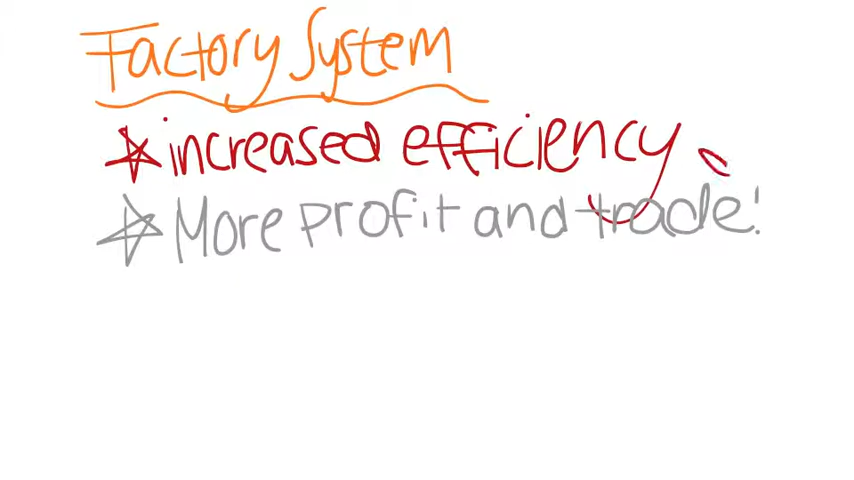 Factory System
increased efficiency
More profit and trade!